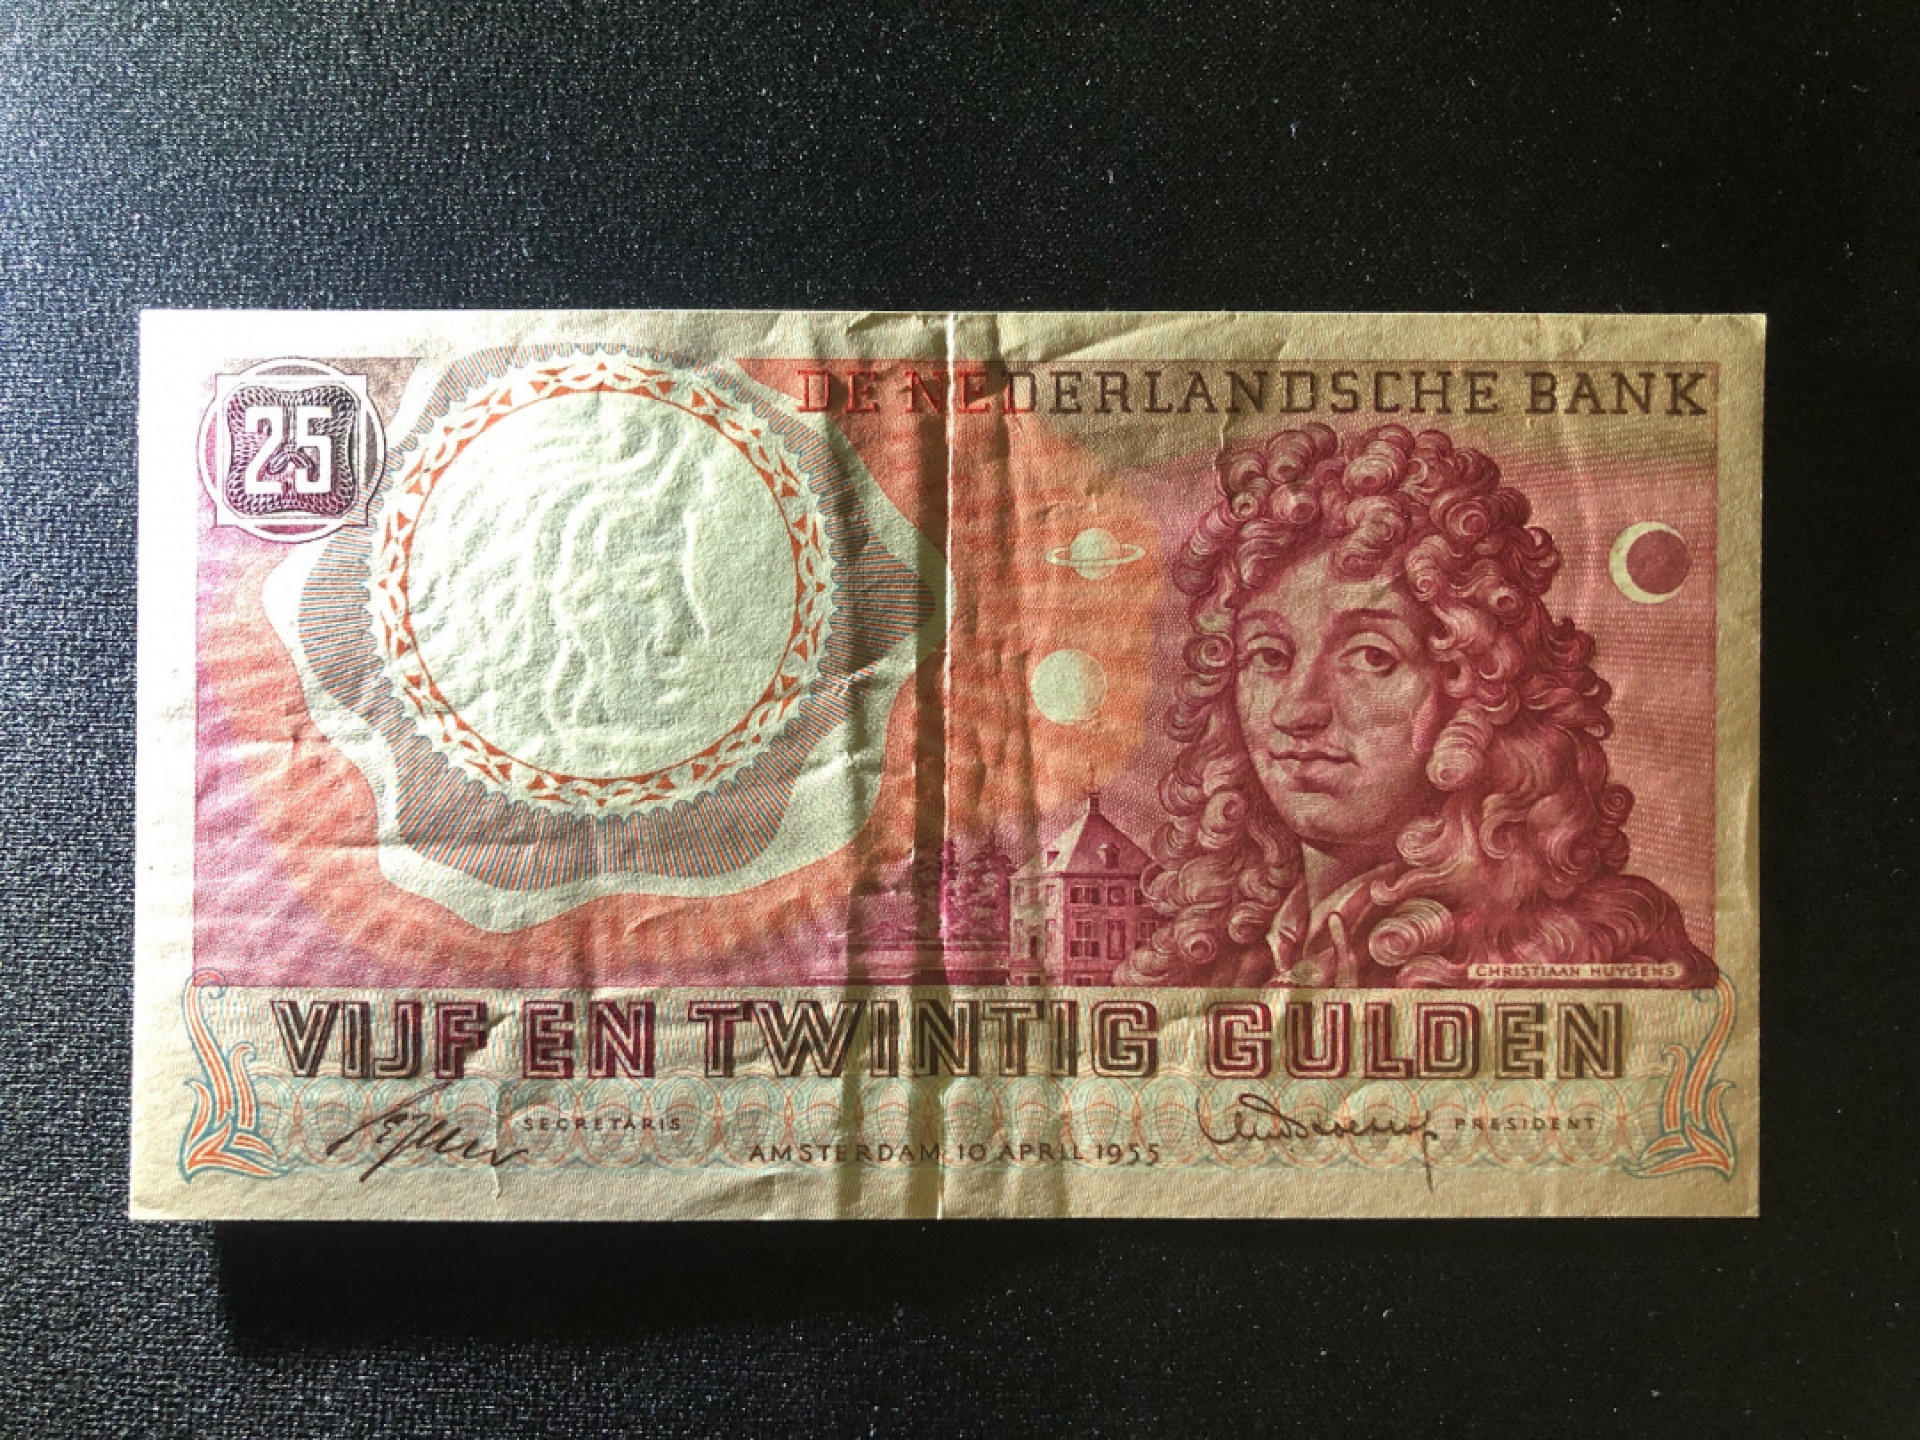 25
DE NEDERLANDSCHE BANK
CHRISTIAAN HUYGENS
VIJF EN TWINTIG GULDEN
SECRETARIS
PRESIDENT
AMSTERDAM, 10 APRIL 1955